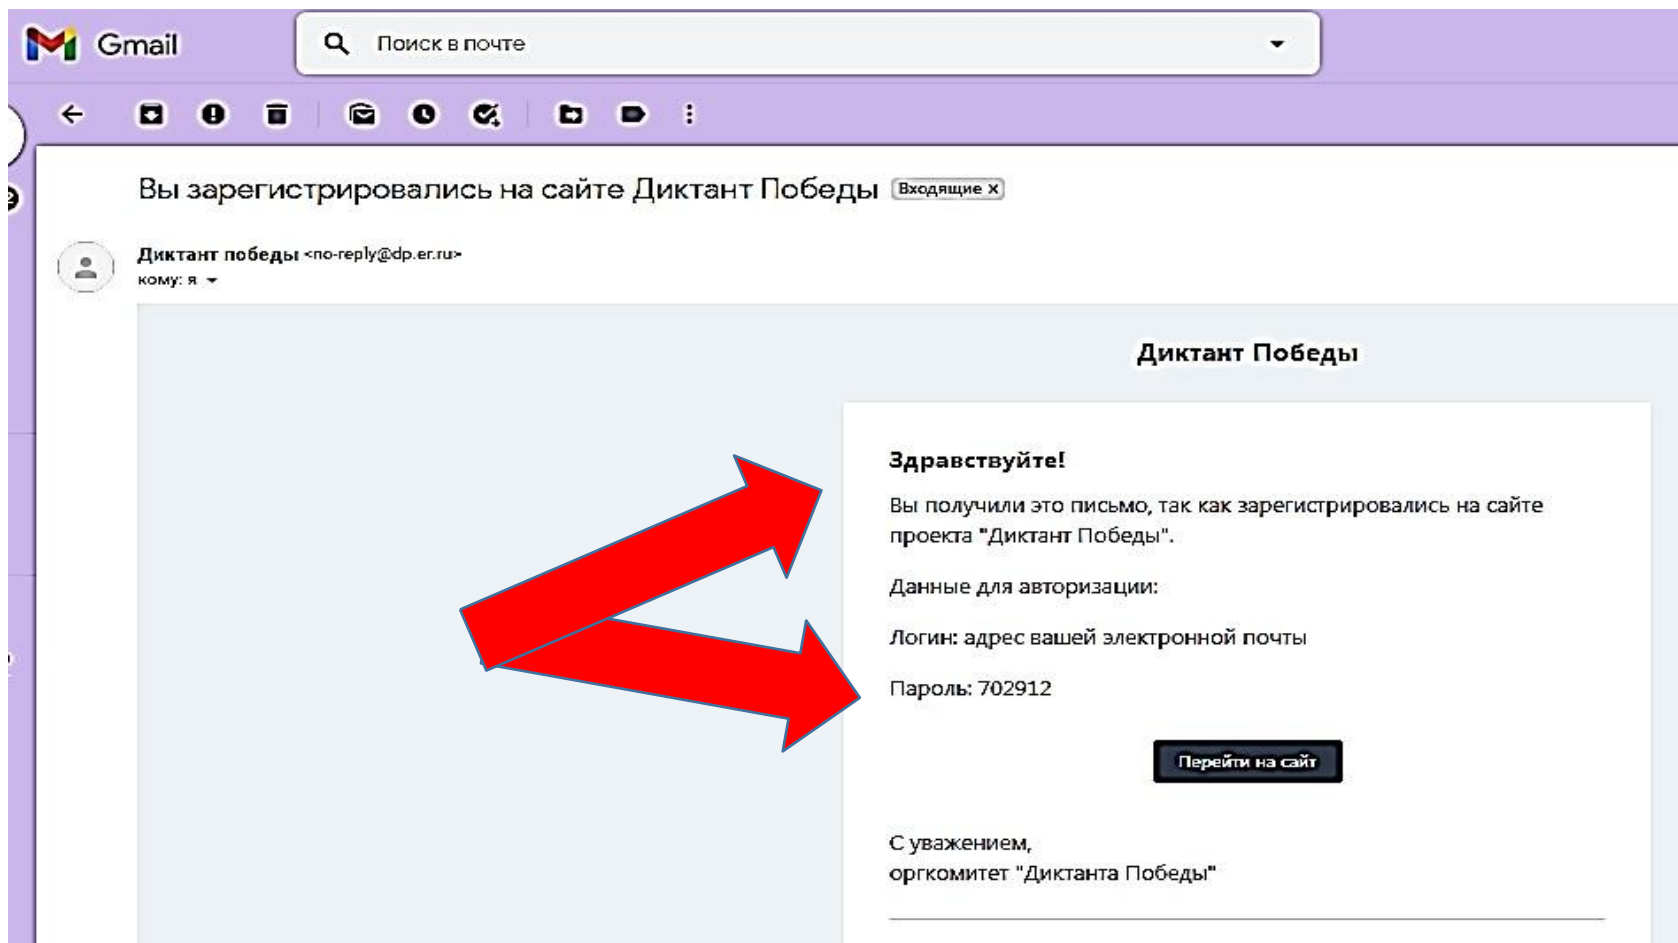 Gmail
Поиск в почте
Вы зарегистрировались на сайте Диктант Победы Входящие x
Диктант победы <no-reply@dp.er.ru>
кому: я
Диктант Победы
Здравствуйте!
Вы получили это письмо, так как зарегистрировались на сайте
проекта "Диктант Победы".
Данные для авторизации:
Логин: адрес вашей электронной почты
Пароль: 702912
Перейти на сайт
С уважением,
оргкомитет "Диктанта Победы"